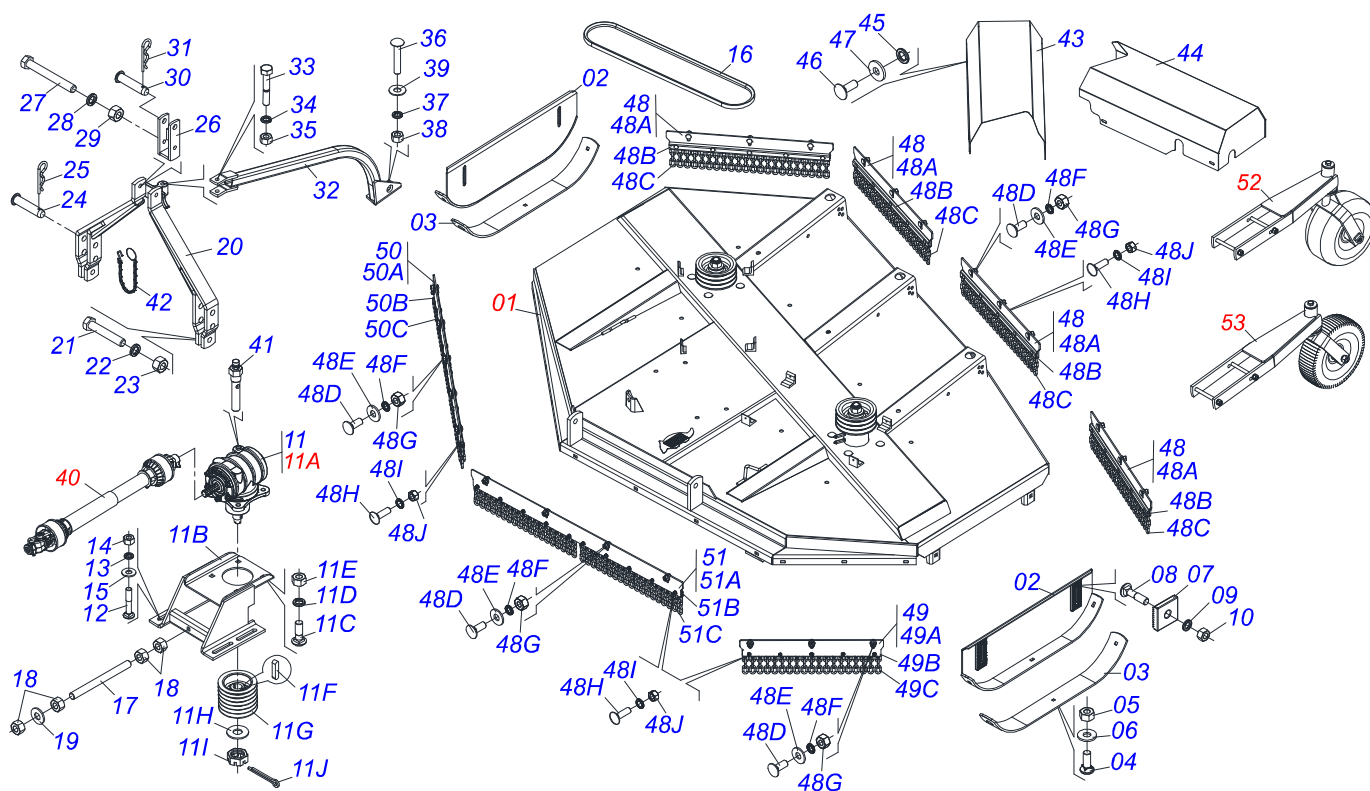 31
30
27
28
29
26
25
24
33
34
35
32
36
39
37
38
16
02
03
48
48A
48B
48C
45
47
46
43
44
48
48A
48B
48C
48D
48F
48G
48E
48J
48I
48H
52
53
20
42
21
22
23
41
50
50A
50B
50C
01
48E
48F
48D
48G
48I
48H
48J
48
48A
48B
48C
48
48A
48B
48C
11
11A
40
11B
14
13
15
12
11E
11D
11C
18
17
18
19
11F
11G
11H
11I
11J
48E
48F
48D
48G
51
51A
51B
51C
49
49A
49B
49C
48I
48H
48J
48E
48F
48D
48G
02
08
07
09
10
03
05
06
04